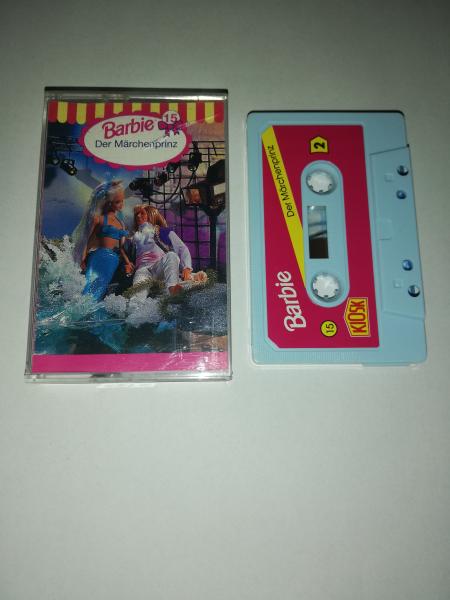 Barbie 15
Der Märchenprinz
Der Märchenprinz 2
Barbie
15 KIOSK